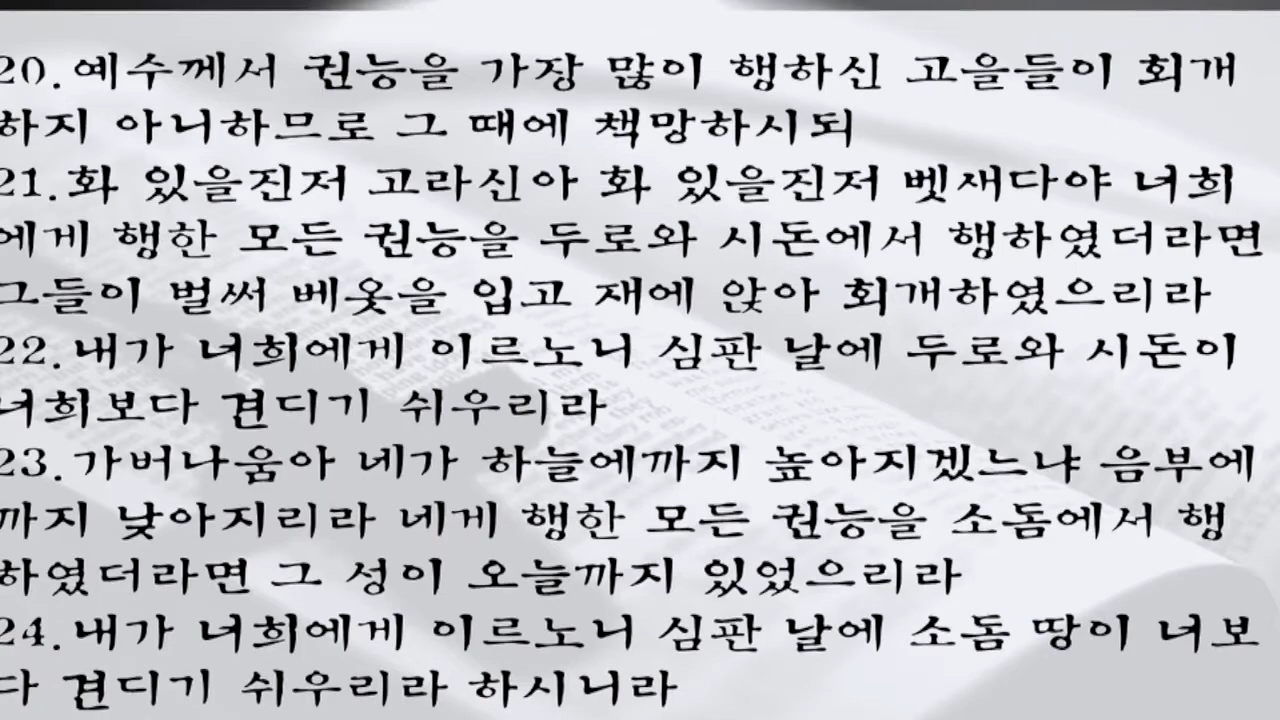 20.예수께서 권능을 가장 많이 행하신 고을들이 회개
하지 아니하므로 그 때에 책망하시되
21.화 있을진저 고라신아 화 있을진저 벳새다야 너희
에게 행한 모든 권능을 두로와 시돈에서 행하였더라면
그들이 벌써 베옷을 입고 재에 앉아 회개하였으리라
22.내가 너희에게 이르노니 심판 날에 두로와 시돈이
너희보다 견디기 쉬우리라
23.가버나움아 네가 하늘에까지 높아지겠느냐 음부에
까지 낮아지리라 네게 행한 모든 권능을 소돔에서 행
하였더라면 그 성이 오늘까지 있었으리라
24.내가 너희에게 이르노니 심판 날에 소돔 땅이 너보
다 견디기 쉬우리라 하시니라